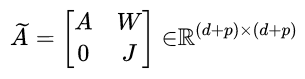 Ã = [A W; 0 J] ∈ℝ^{(d+p)×(d+p)}